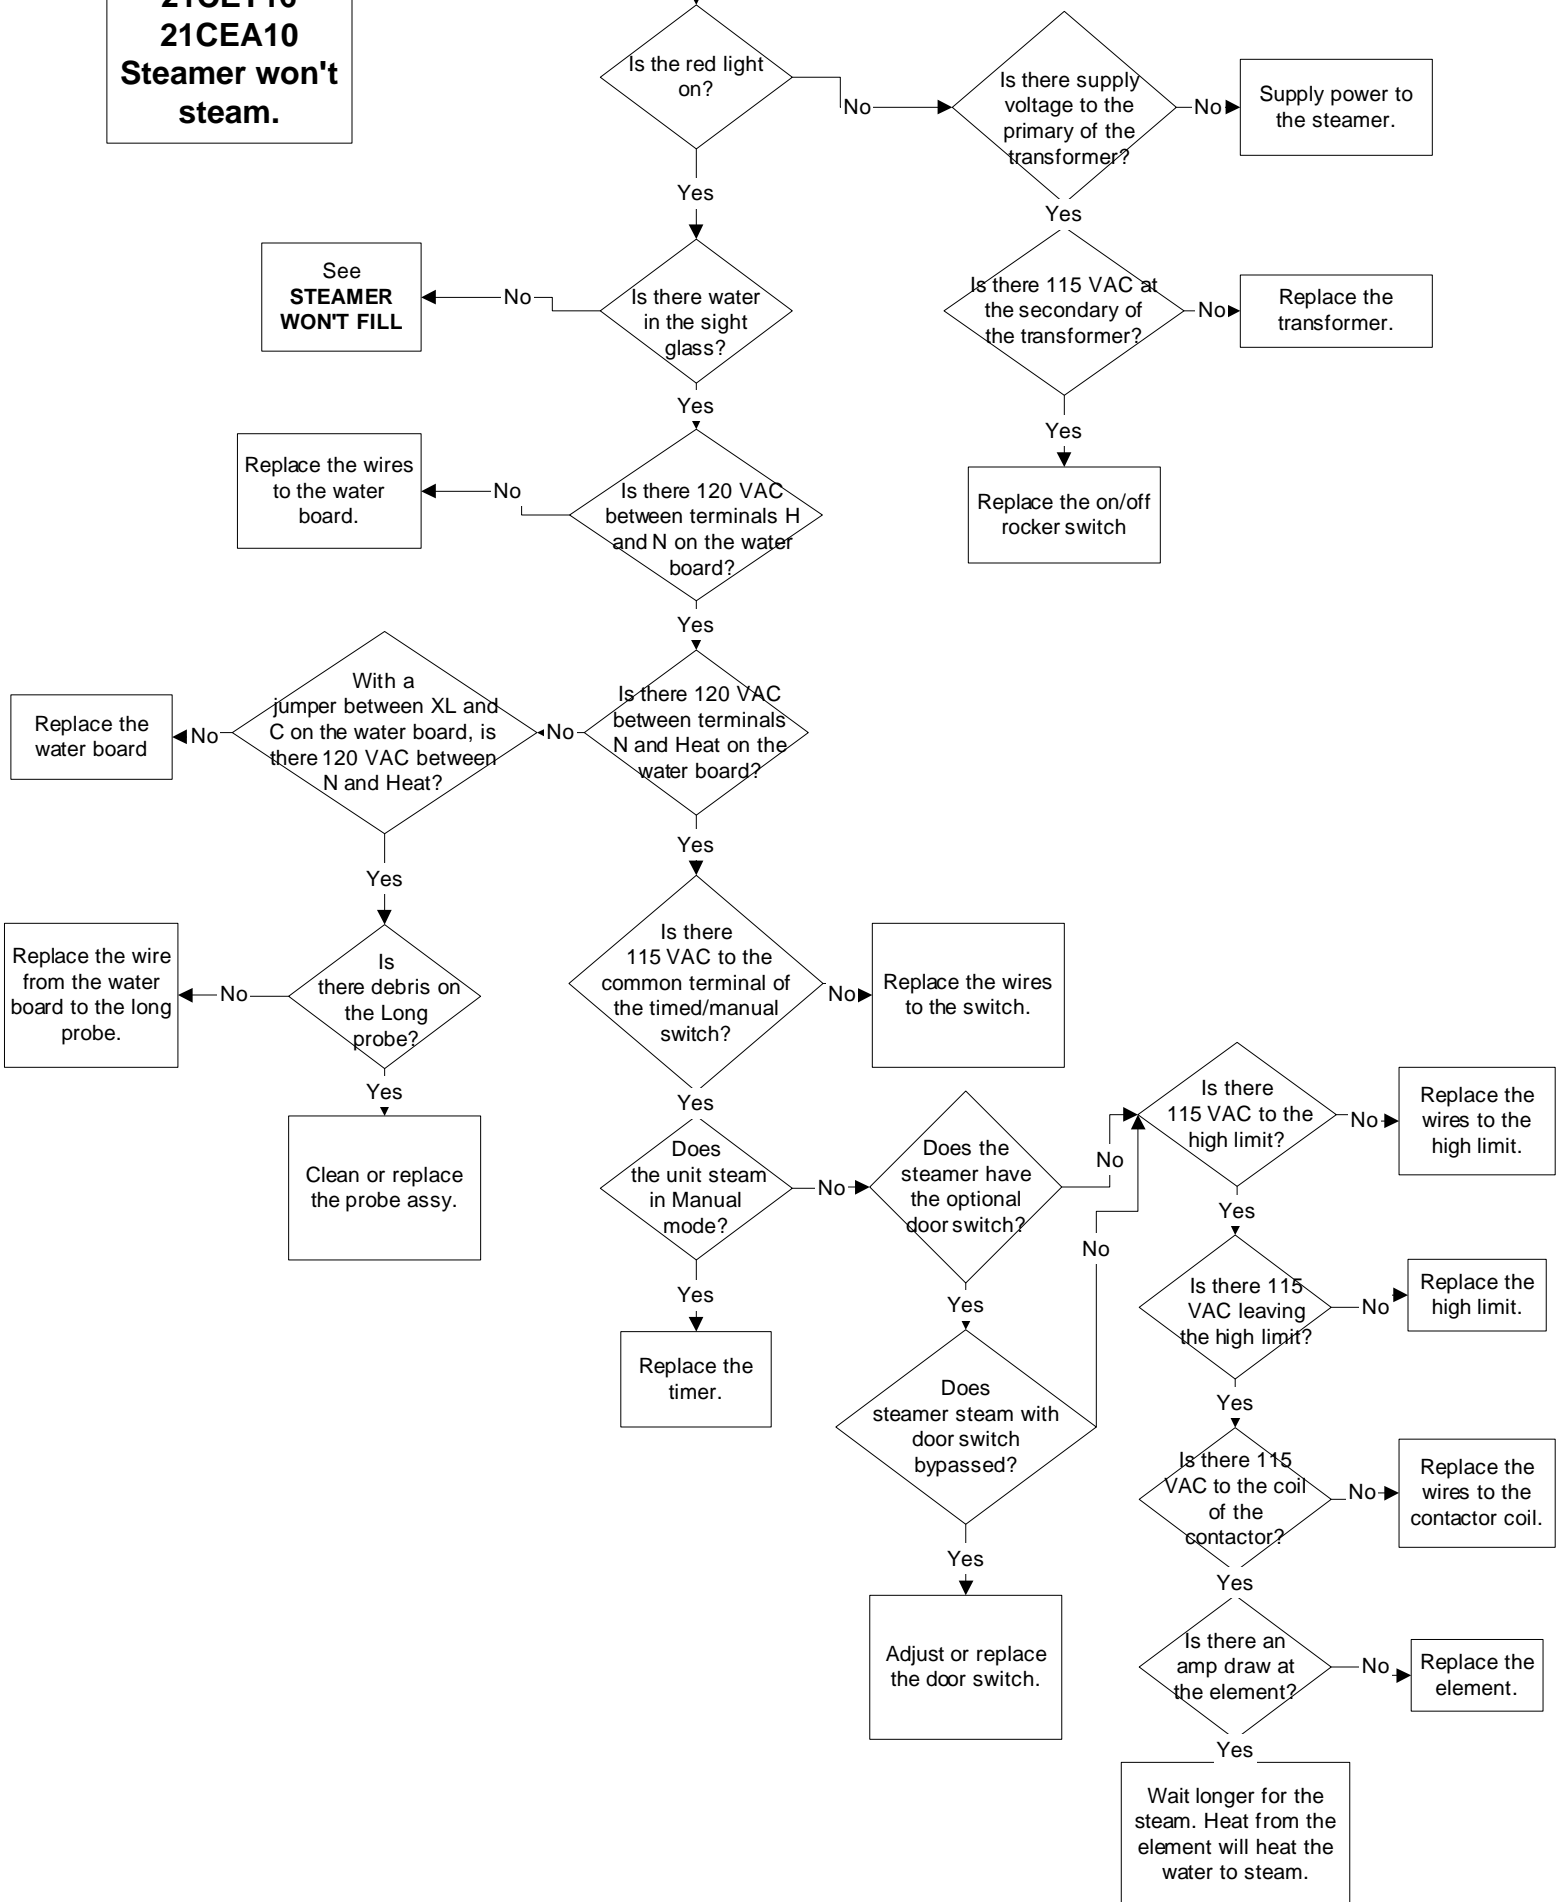 21CET16
21CEA10
Steamer won't
steam.
Is the red light
on?
No
Is there supply
voltage to the
primary of the
transformer?
No
Supply power to
the steamer.
Yes
Yes
See
STEAMER
WON'T FILL
No
Is there water
in the sight
glass?
Is there 115 VAC at
the secondary of
the transformer?
No
Replace the
transformer.
Yes
Yes
Replace the wires
to the water
board.
No
Is there 120 VAC
between terminals H
and N on the water
board?
Replace the on/off
rocker switch
Yes
Replace the
water board
No
With a
jumper between XL and
C on the water board, is
there 120 VAC between
N and Heat?
No
Is there 120 VAC
between terminals
N and Heat on the
water board?
Yes
Yes
Replace the wire
from the water
board to the long
probe.
No
Is
there debris on
the Long
probe?
Is there
115 VAC to the
common terminal of
the timed/manual
switch?
No
Replace the wires
to the switch.
Yes
Yes
Clean or replace
the probe assy.
Does
the unit steam
in Manual
mode?
No
Does the
steamer have
the optional
door switch?
No
No
Is there
115 VAC to the
high limit?
No
Replace the
wires to the
high limit.
Yes
Yes
Yes
Replace the
timer.
Does
steamer steam with
door switch
bypassed?
Is there 115
VAC leaving
the high limit?
No
Replace the
high limit.
Yes
Is there 115
VAC to the coil
of the
contactor?
No
Replace the
wires to the
contactor coil.
Yes
Yes
Adjust or replace
the door switch.
Is there an
amp draw at
the element?
No
Replace the
element.
Yes
Wait longer for the
steam. Heat from the
element will heat the
water to steam.